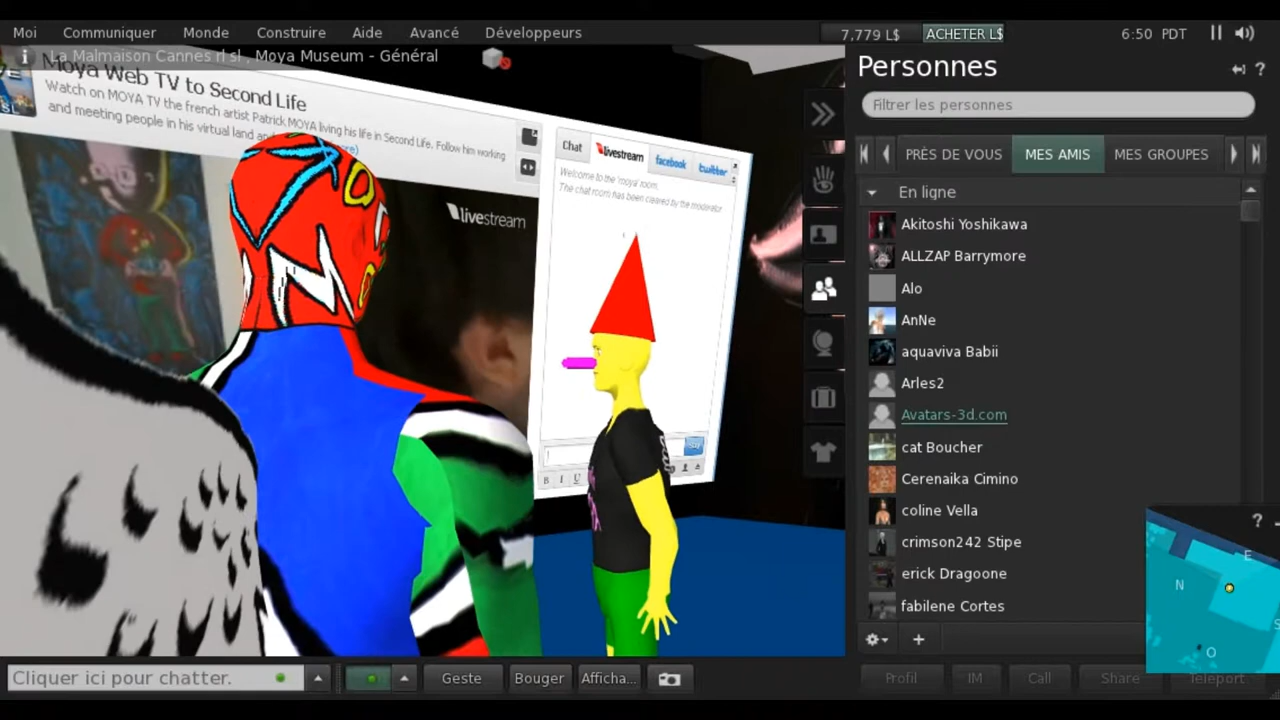 Moi Communiquer Monde Construire Aide Avancé Développeurs
7,779 L$ ACHETER L$ 6:50 PDT
La Malmaison Cannes rl sl , Moya Museum - Général
Moya Web TV to Second Life
Watch on MOYA TV the french artist Patrick MOYA living his life in Second Life. Follow him working
and meeting people in his virtual land
livestream
Chat livestream facebook twitter
Welcome to the 'moya' room.
The chat room has been cleared by the moderator
B I U
Personnes
?
Filtrer les personnes
PRÈS DE VOUS MES AMIS MES GROUPES
En ligne
Akitoshi Yoshikawa
ALLZAP Barrymore
Alo
AnNe
aquaviva Babii
Arles2
Avatars-3d.com
cat Boucher
Cerenaika Cimino
coline Vella
crimson242 Stipe
erick Dragoone
fabilene Cortes
?
E
N
S
O
Cliquer ici pour chatter.
Geste Bouger Afficha...
Profil IM Call Share Teleport